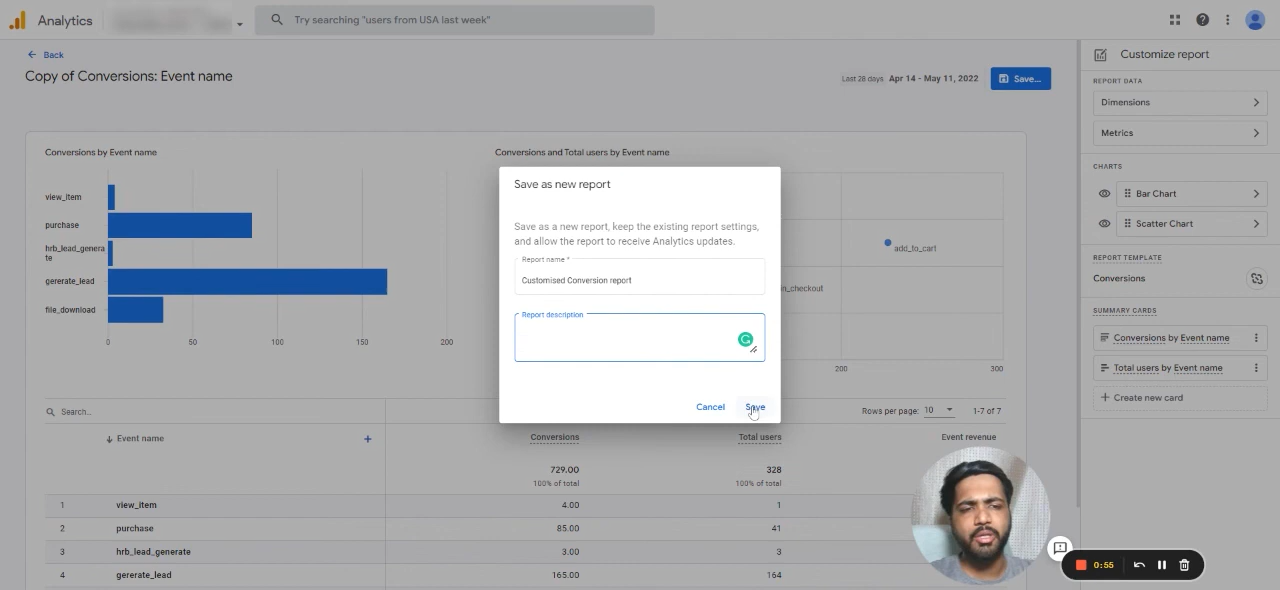 Analytics
Try searching "users from USA last week"
Back
Copy of Conversions: Event name
Last 28 days Apr 14 - May 11, 2022
Save...
Customize report
REPORT DATA
Dimensions
Metrics
CHARTS
Bar Chart
Scatter Chart
REPORT TEMPLATE
Conversions
SUMMARY CARDS
Conversions by Event name
Total users by Event name
+ Create new card
Conversions by Event name
view_item
purchase
hrb_lead_genera
te
gererate_lead
file_download
0 50 100 150 200
Conversions and Total users by Event name
add_to_cart
in_checkout
200 300
Save as new report
Save as a new report, keep the existing report settings,
and allow the report to receive Analytics updates.
Report name *
Customised Conversion report
Report description
Cancel Save
Search...
Rows per page: 10 1-7 of 7
Event name + Conversions Total users Event revenue
729.00 328
100% of total 100% of total
1 view_item 4.00 1
2 purchase 85.00 41
3 hrb_lead_generate 3.00 3
4 gererate_lead 165.00 164
0:55